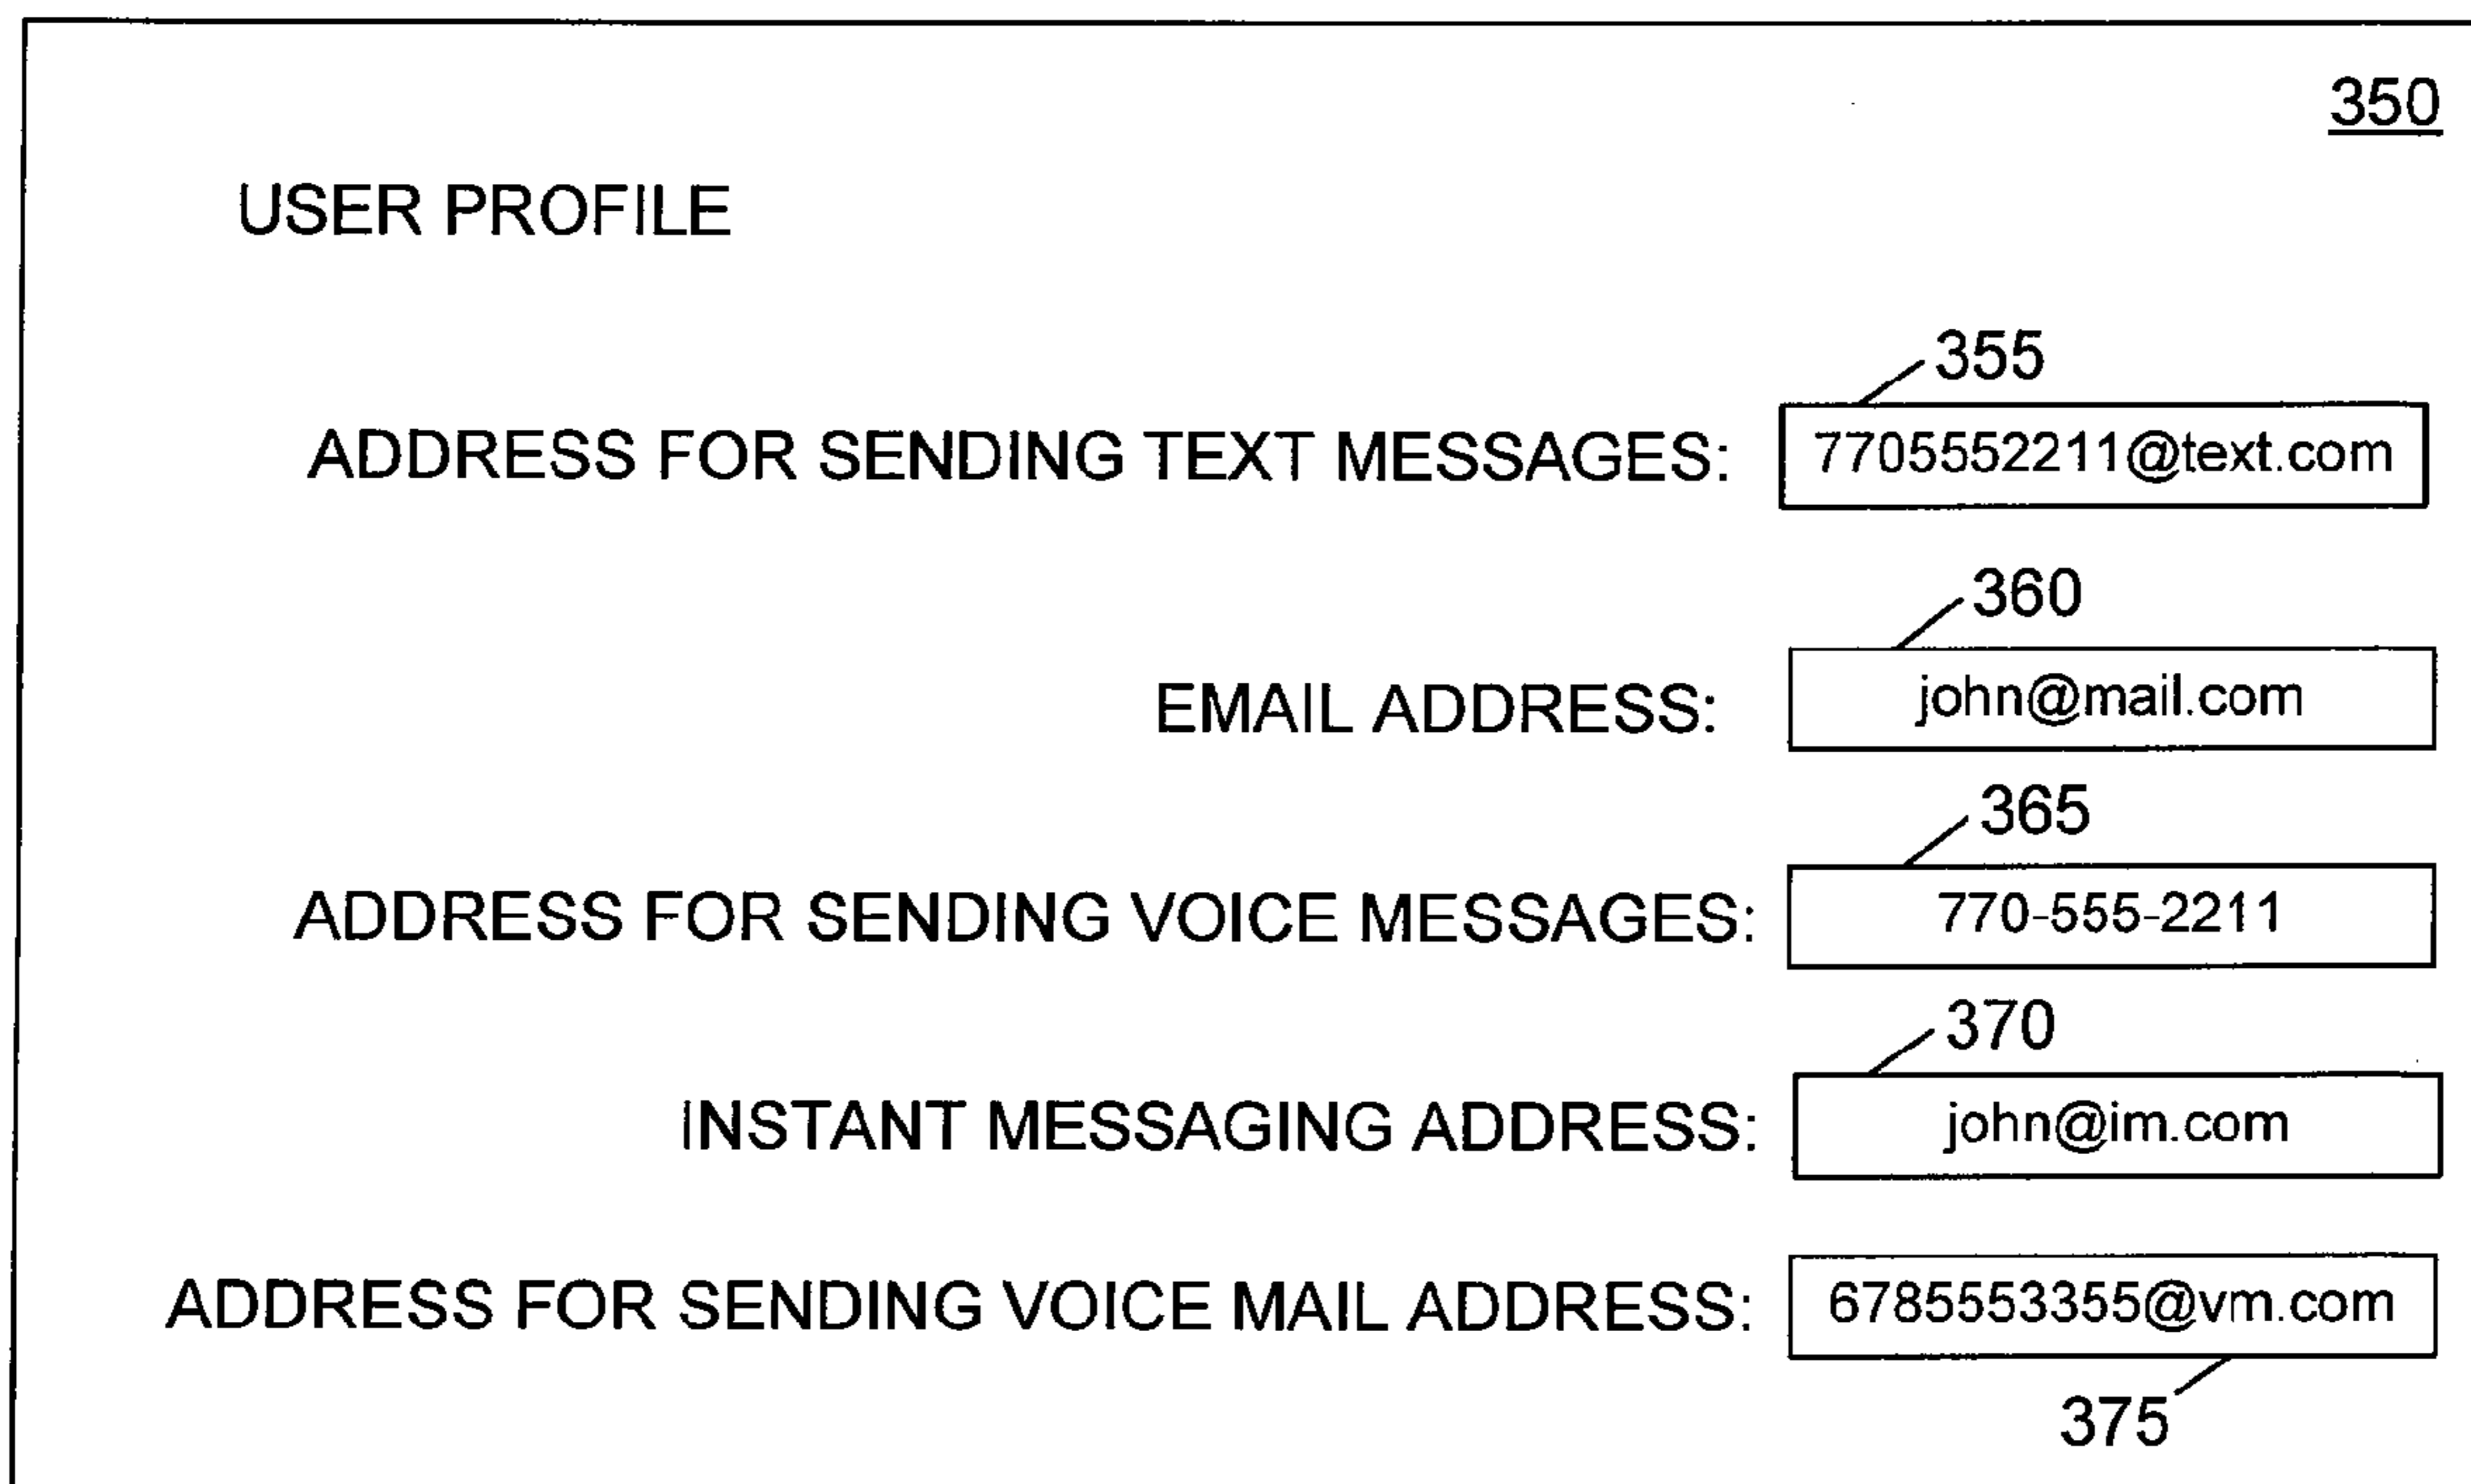 350
USER PROFILE
355
ADDRESS FOR SENDING TEXT MESSAGES: 7705552211@text.com
360
EMAIL ADDRESS: john@mail.com
365
ADDRESS FOR SENDING VOICE MESSAGES: 770-555-2211
370
INSTANT MESSAGING ADDRESS: john@im.com
ADDRESS FOR SENDING VOICE MAIL ADDRESS: 6785553355@vm.com
375